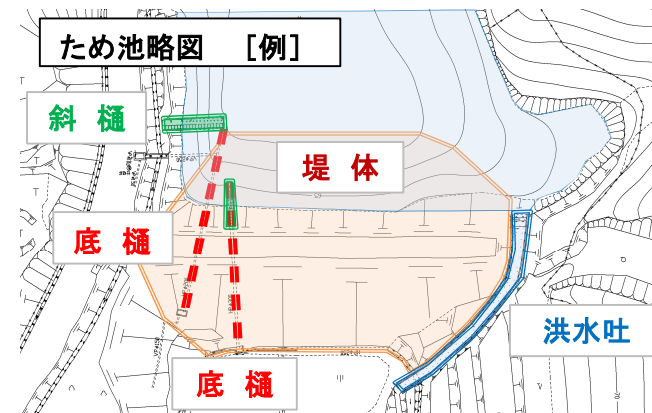 ため池略図 ［例］
斜 樋
堤 体
底 樋
洪水吐
底 樋